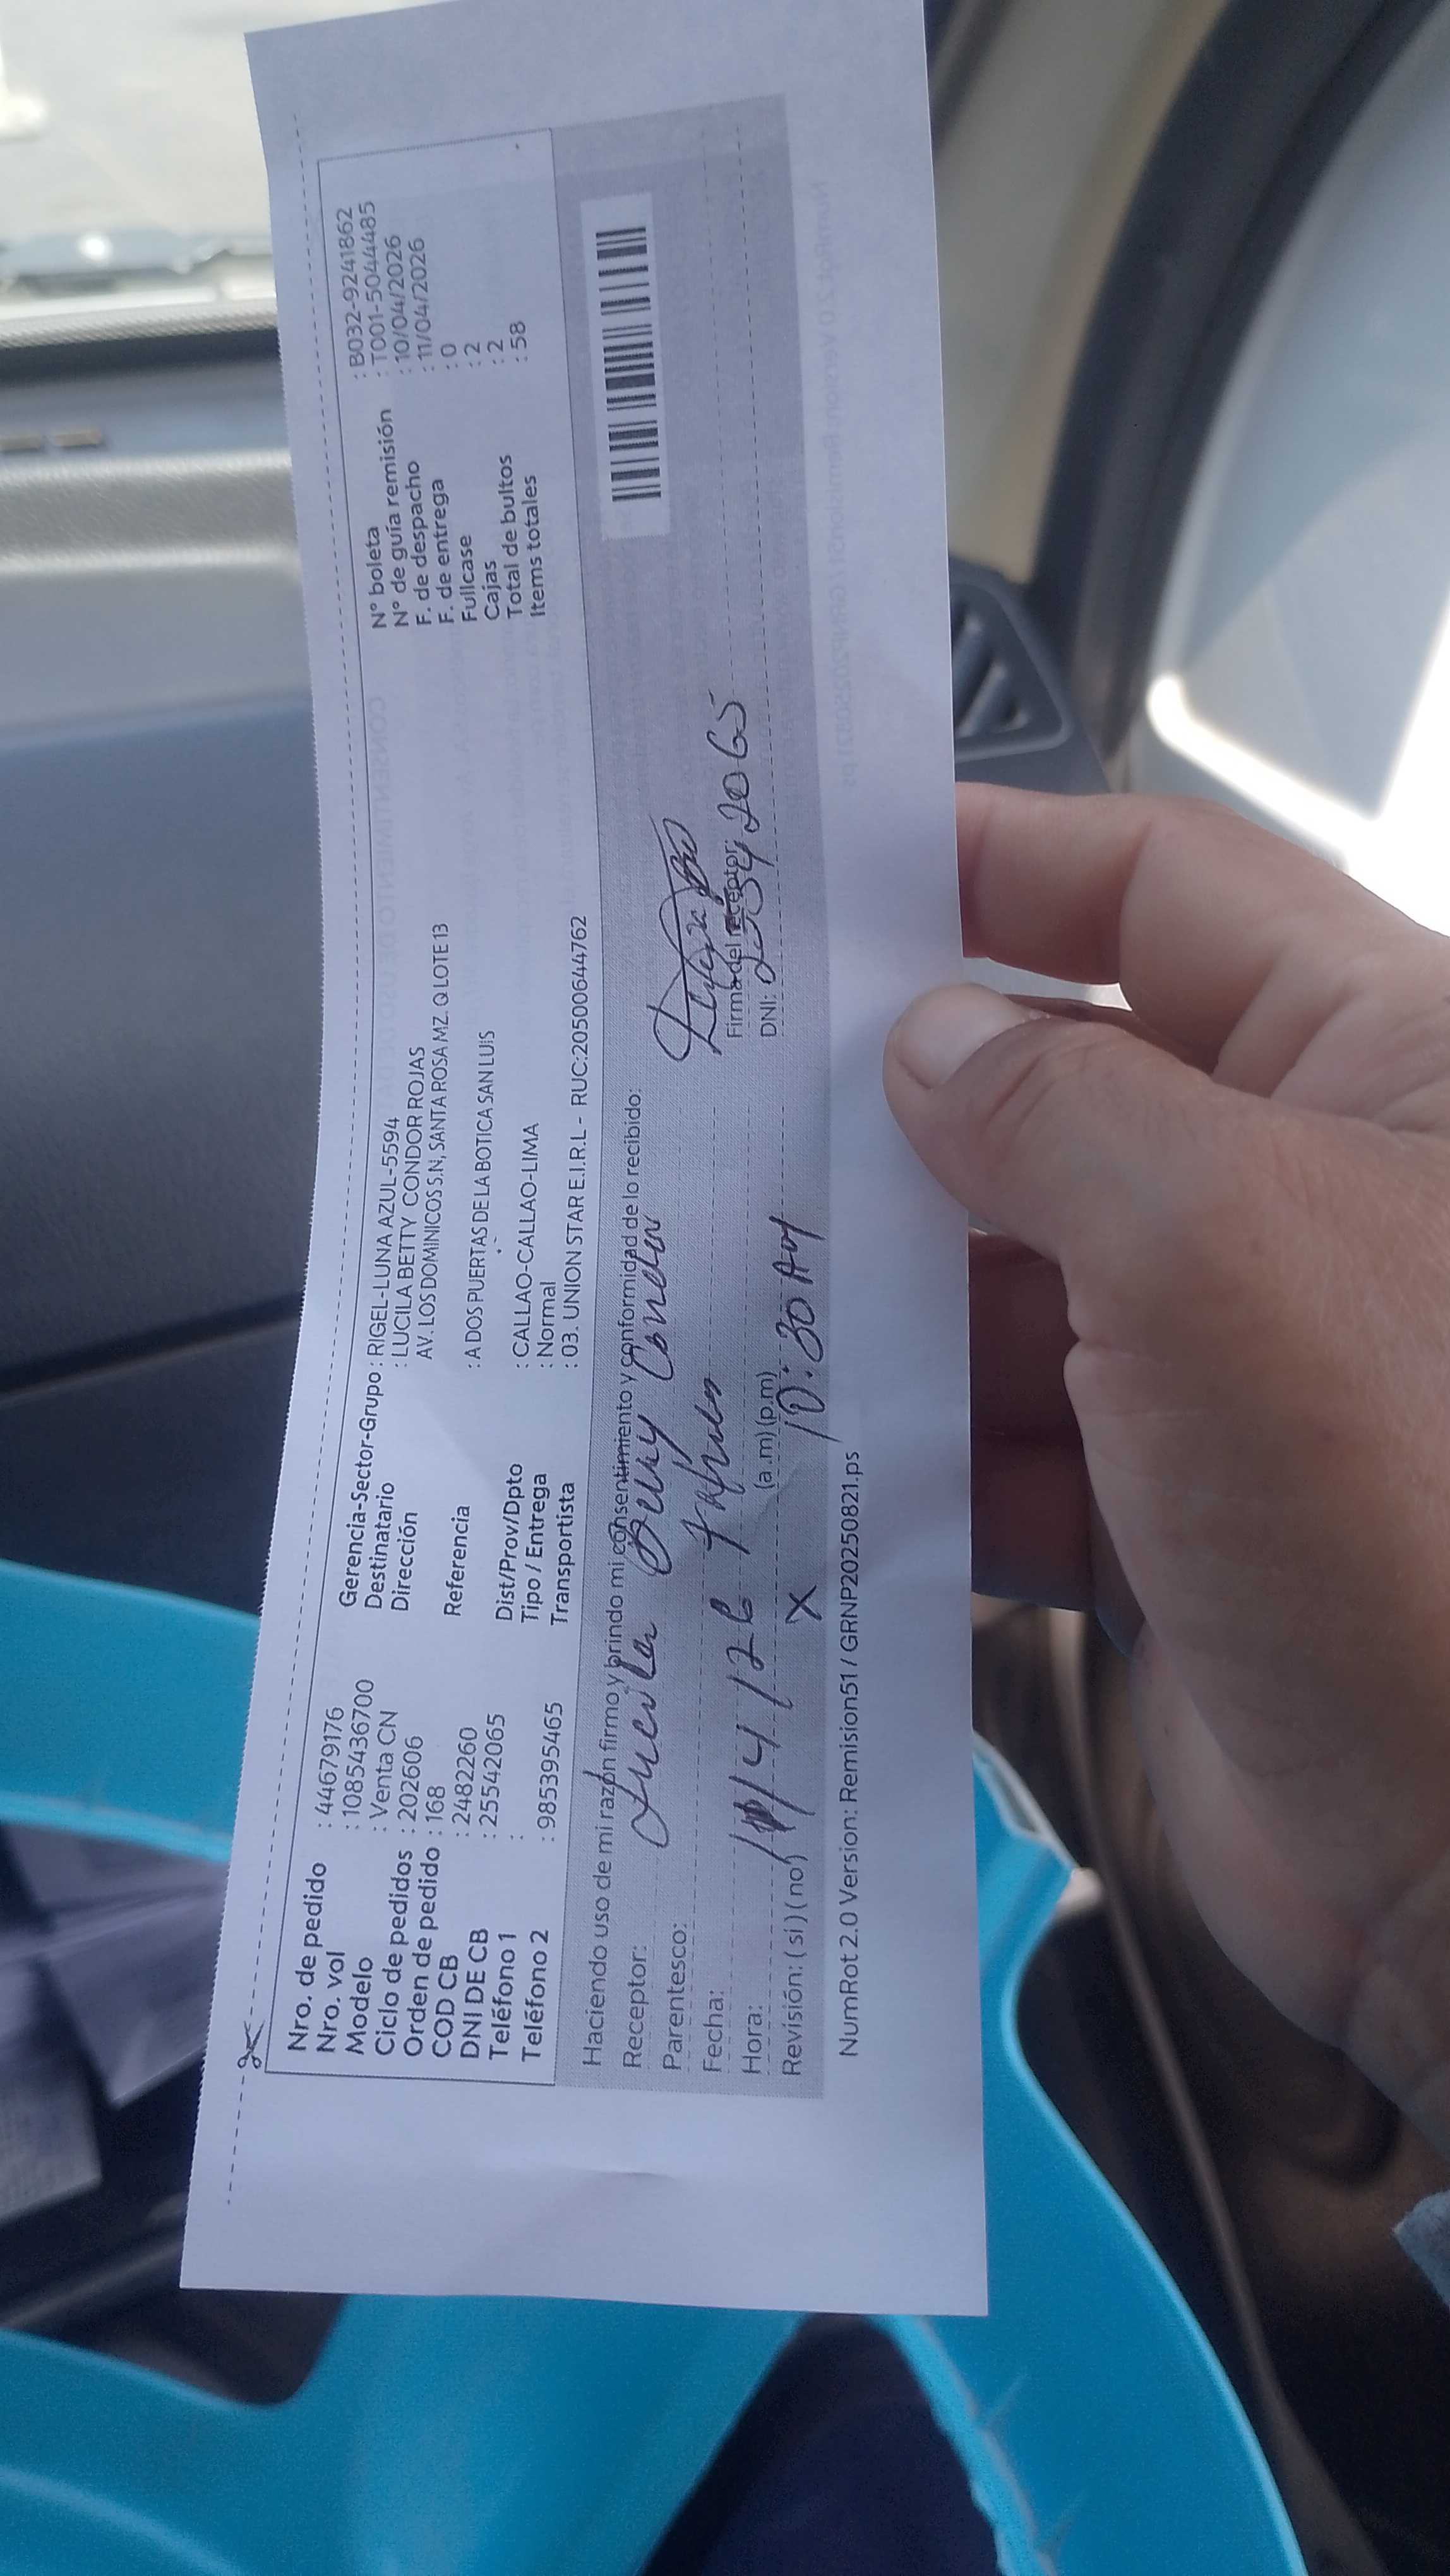 Nro. de pedido : 44679176
Nro. vol : 1085436700
Modelo : Venta CN
Ciclo de pedidos : 202606
Orden de pedido : 168
COD CB : 2482260
DNI DE CB : 25542065
Teléfono 1 :
Teléfono 2 : 985395465
Gerencia-Sector-Grupo : RIGEL-LUNA AZUL-5594
Destinatario : LUCILA BETTY CONDOR ROJAS
Dirección AV. LOS DOMINICOS S.N, SANTA ROSA MZ. Q LOTE 13
Referencia : A DOS PUERTAS DE LA BOTICA SAN LUIS
Dist/Prov/Dpto : CALLAO-CALLAO-LIMA
Tipo / Entrega : Normal
Transportista : 03. UNION STAR E.I.R.L - RUC:20500644762
N° boleta : B032-9241862
N° de guía remisión : T001-5044485
F. de despacho : 10/04/2026
F. de entrega : 11/04/2026
Fullcase : 0
Cajas : 2
Total de bultos : 2
Items totales : 58
Haciendo uso de mi razón firmo y brindo mi consentimiento y conformidad de lo recibido:
Receptor: Lucila Betty Condor
Parentesco:
Fecha: 11/4/26
Hora: (a.m) (p.m) 10:30 AM
Revisión: ( si ) ( no ) X
Firma del receptor:
DNI: 25542065
NumRot 2.0 Version: Remision51 / GRNP20250821.ps